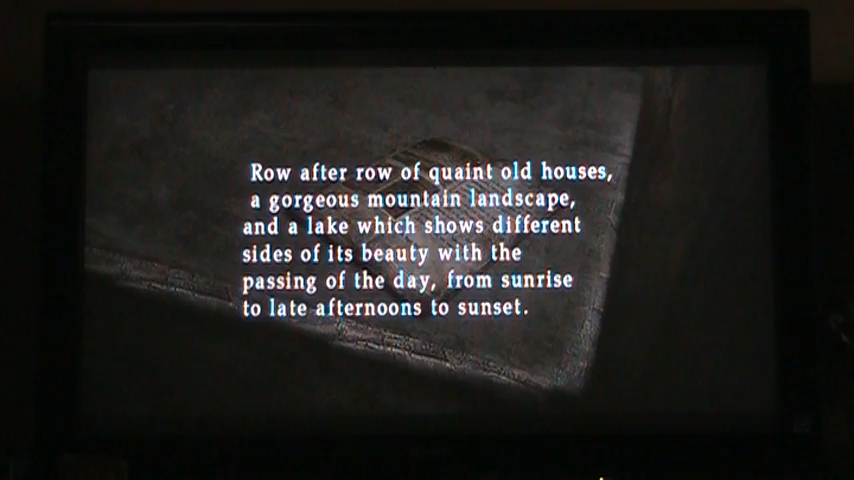 Row after row of quaint old houses,
a gorgeous mountain landscape,
and a lake which shows different
sides of its beauty with the
passing of the day, from sunrise
to late afternoons to sunset.